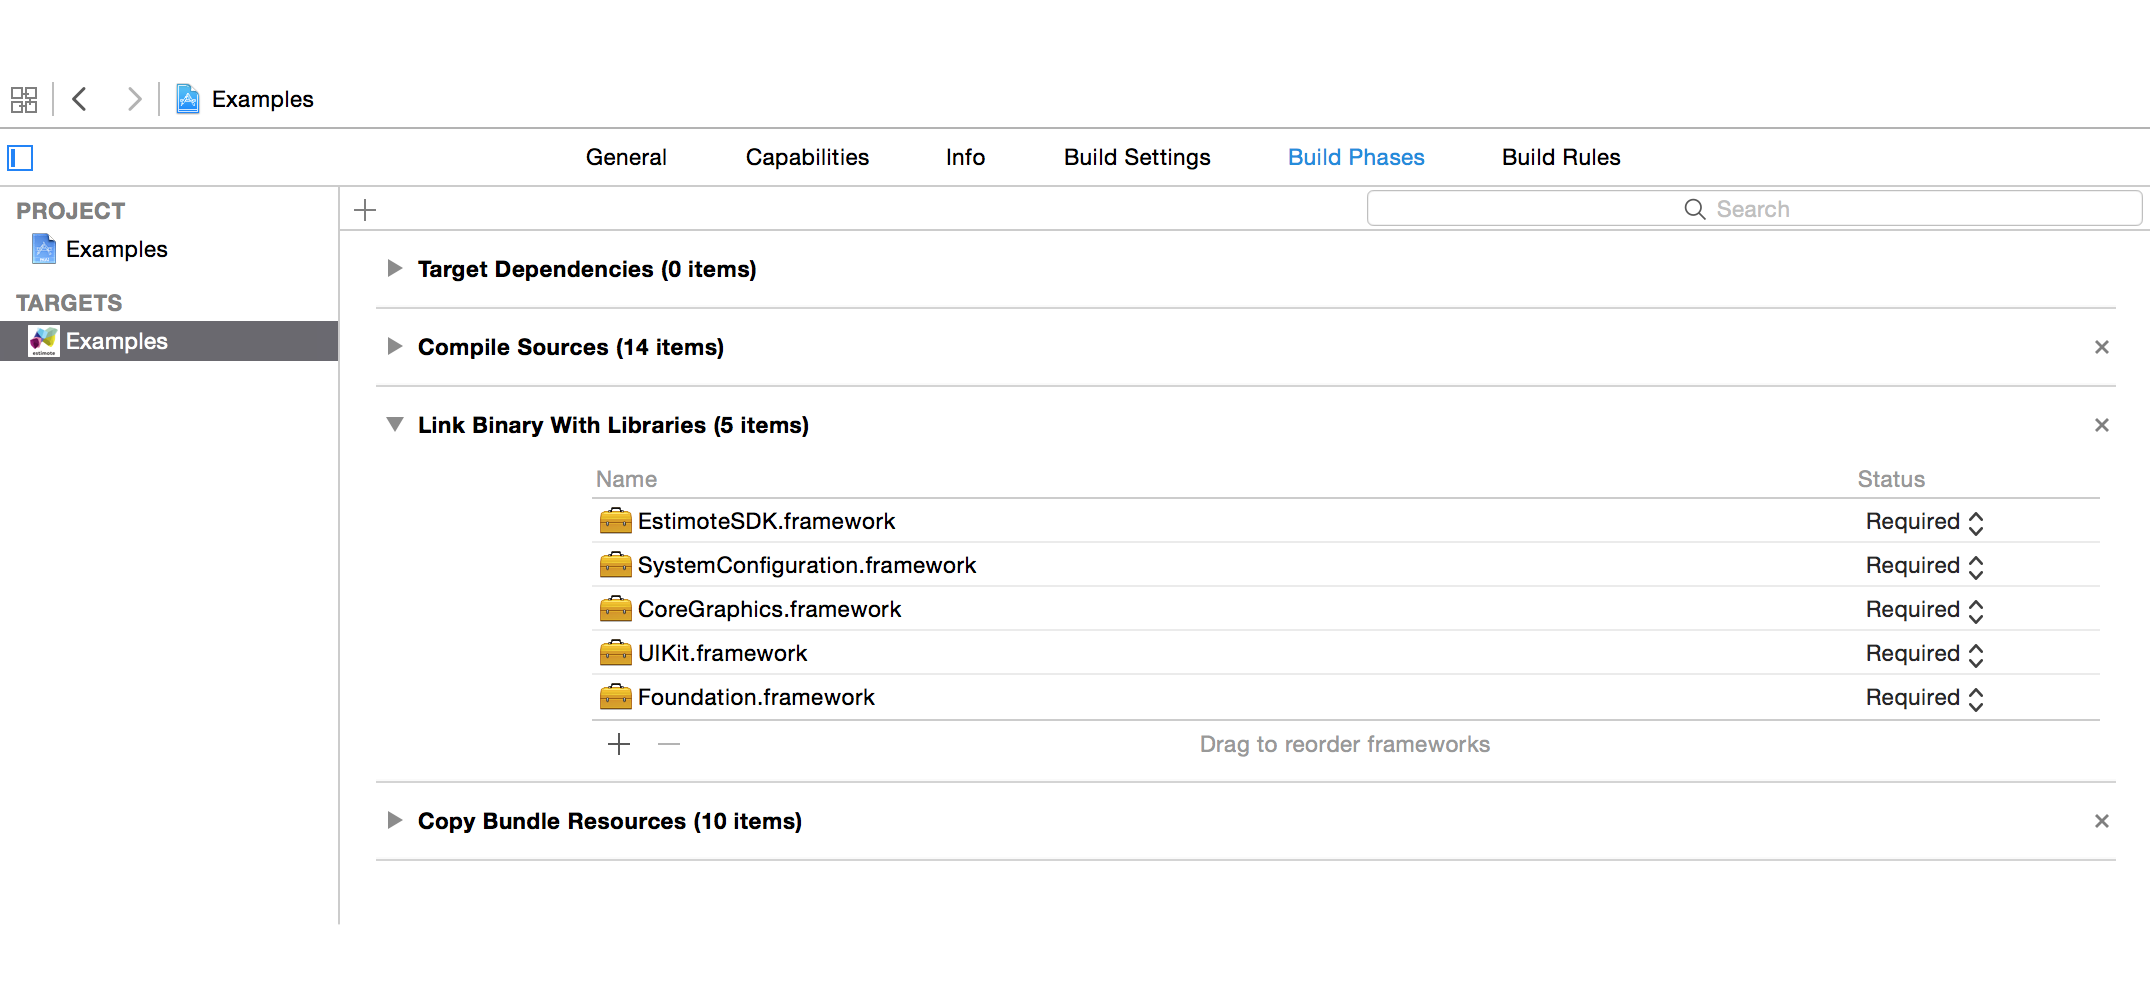 Examples
General Capabilities Info Build Settings Build Phases Build Rules
PROJECT
Search
Examples
Target Dependencies (0 items)
TARGETS
Examples
estimote
Compile Sources (14 items)
Link Binary With Libraries (5 items)
Name Status
EstimoteSDK.framework Required
SystemConfiguration.framework Required
CoreGraphics.framework Required
UIKit.framework Required
Foundation.framework Required
Drag to reorder frameworks
Copy Bundle Resources (10 items)